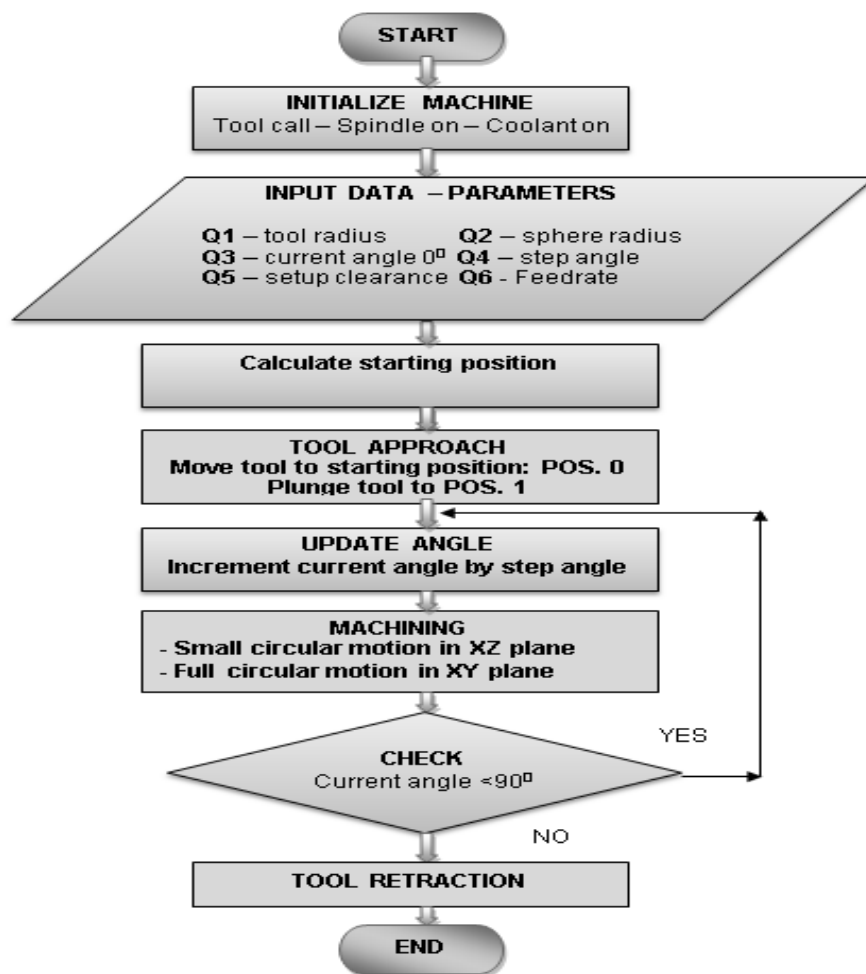 START
INITIALIZE MACHINE
Tool call – Spindle on – Coolant on
INPUT DATA – PARAMETERS
Q1 – tool radius Q2 – sphere radius
Q3 – current angle 0º Q4 – step angle
Q5 – setup clearance Q6 - Feedrate
Calculate starting position
TOOL APPROACH
Move tool to starting position: POS. 0
Plunge tool to POS. 1
UPDATE ANGLE
Increment current angle by step angle
MACHINING
- Small circular motion in XZ plane
- Full circular motion in XY plane
YES
CHECK
Current angle <90º
NO
TOOL RETRACTION
END